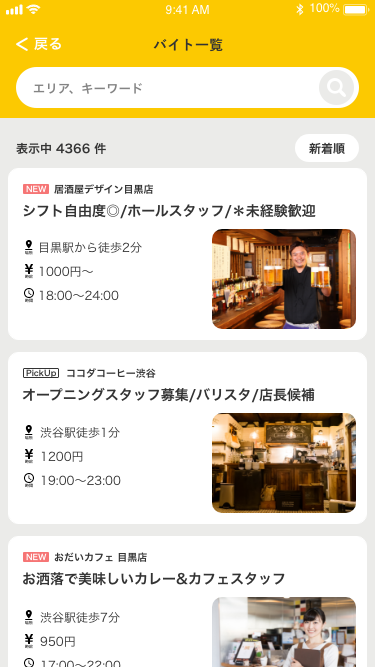 9:41 AM 100%
戻る バイト一覧
エリア、キーワード
表示中 4366 件 新着順
NEW 居酒屋デザイン目黒店
シフト自由度◎/ホールスタッフ/＊未経験歓迎
目黒駅から徒歩2分
1000円〜
18:00〜24:00
PickUp ココダコーヒー渋谷
オープニングスタッフ募集/バリスタ/店長候補
渋谷駅徒歩1分
1200円
19:00〜23:00
NEW おだいカフェ 目黒店
お洒落で美味しいカレー&カフェスタッフ
渋谷駅徒歩7分
950円
17:00〜22:00